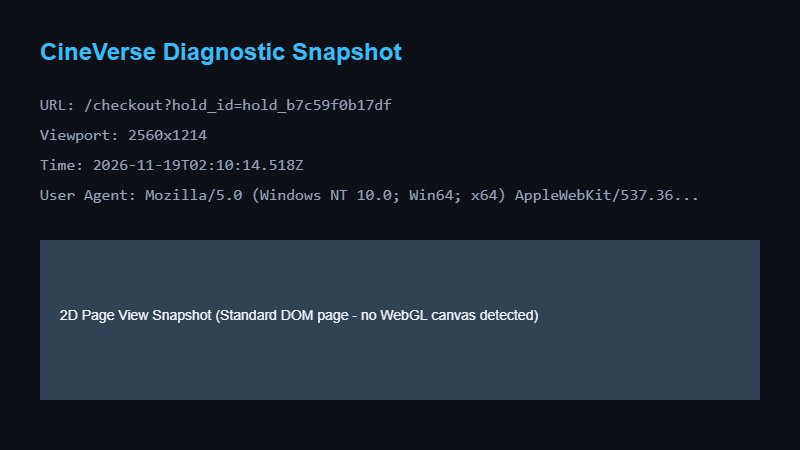 CineVerse Diagnostic Snapshot
URL: /checkout?hold_id=hold_b7c59f0b17df
Viewport: 2560x1214
Time: 2026-11-19T02:10:14.518Z
User Agent: Mozilla/5.0 (Windows NT 10.0; Win64; x64) AppleWebKit/537.36...
2D Page View Snapshot (Standard DOM page - no WebGL canvas detected)